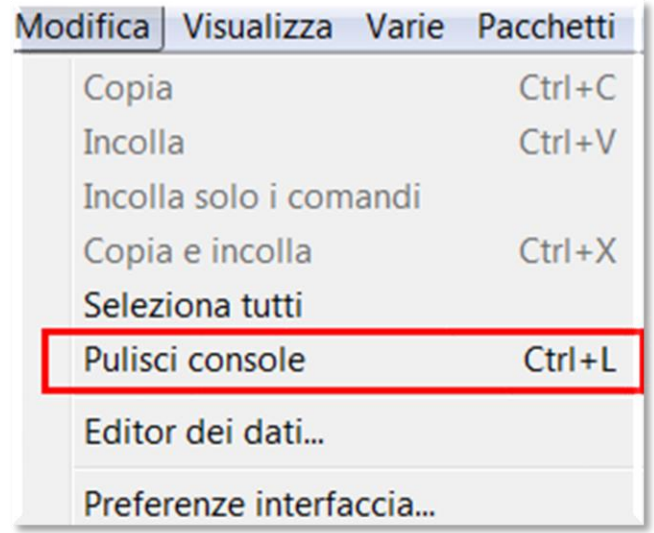 Modifica Visualizza Varie Pacchetti
Copia Ctrl+C
Incolla Ctrl+V
Incolla solo i comandi
Copia e incolla Ctrl+X
Seleziona tutti
Pulisci console Ctrl+L
Editor dei dati...
Preferenze interfaccia...